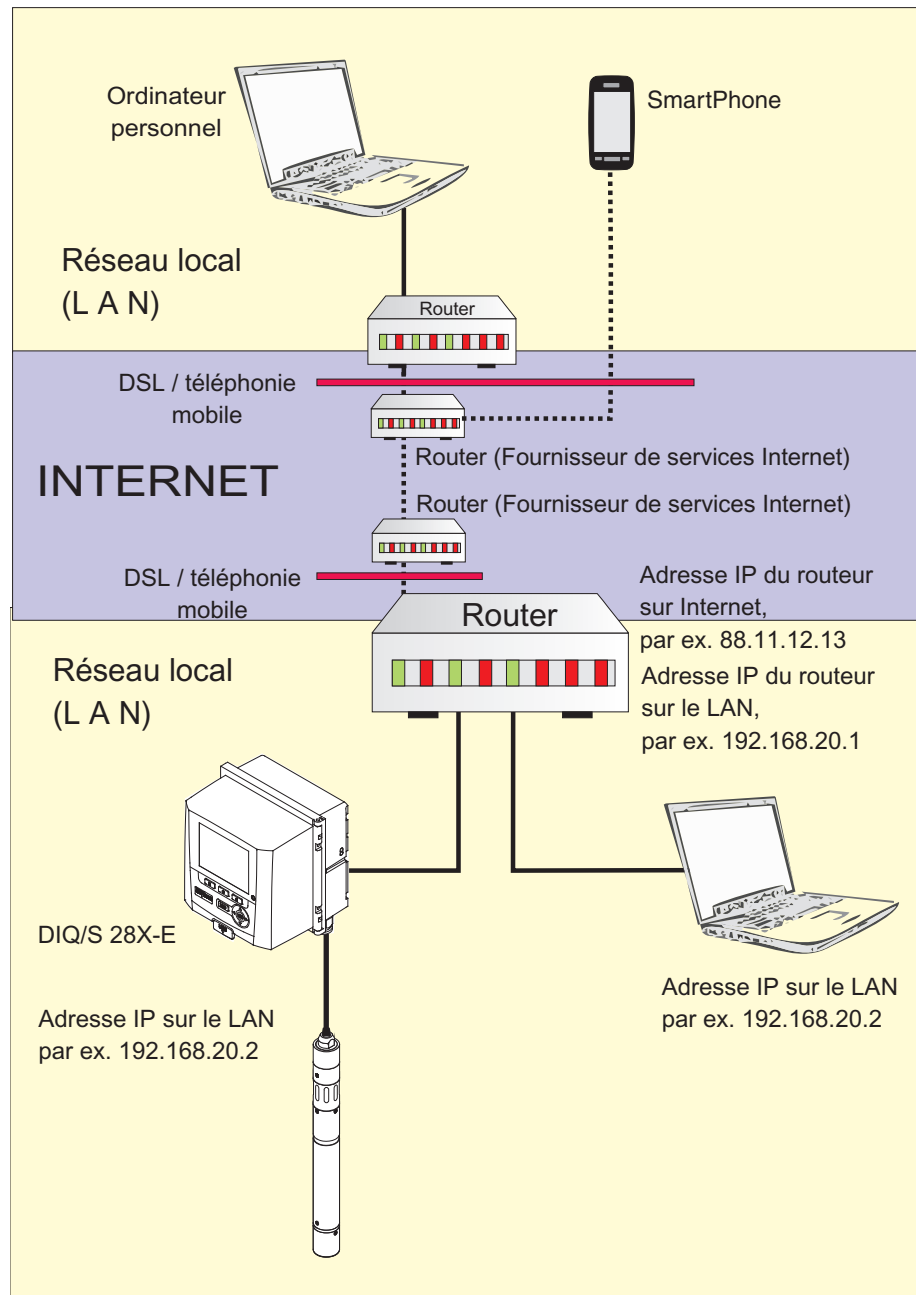 Ordinateur
personnel
SmartPhone
Réseau local
(L A N)
Router
DSL / téléphonie
mobile
Router (Fournisseur de services Internet)
INTERNET
Router (Fournisseur de services Internet)
DSL / téléphonie
mobile
Adresse IP du routeur
sur Internet,
par ex. 88.11.12.13
Router
Réseau local
(L A N)
Adresse IP du routeur
sur le LAN,
par ex. 192.168.20.1
DIQ/S 28X-E
Adresse IP sur le LAN
par ex. 192.168.20.2
Adresse IP sur le LAN
par ex. 192.168.20.2